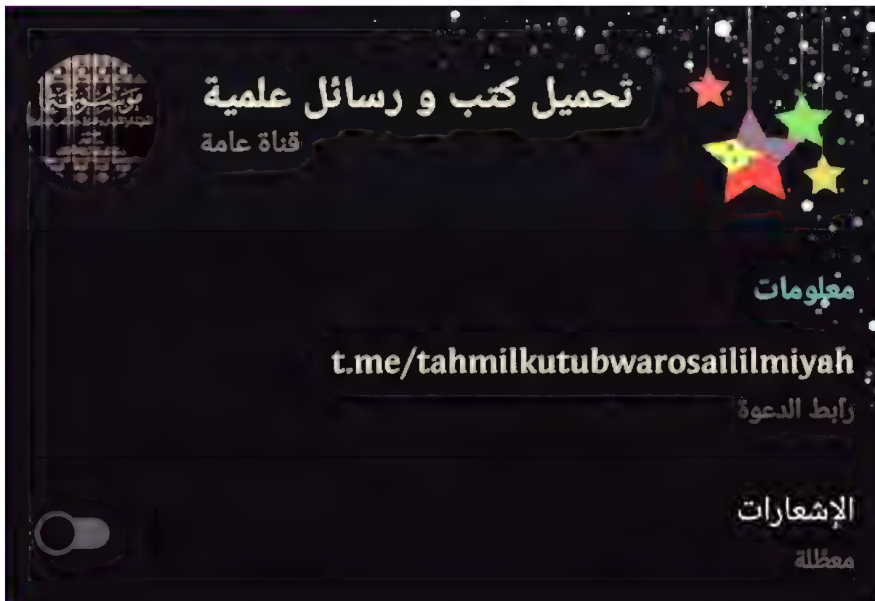 تحميل كتب و رسائل علمية
قناة عامة
معلومات
t.me/tahmilkutubwarosaililmiyah
رابط الدعوة
الإشعارات
معطلة